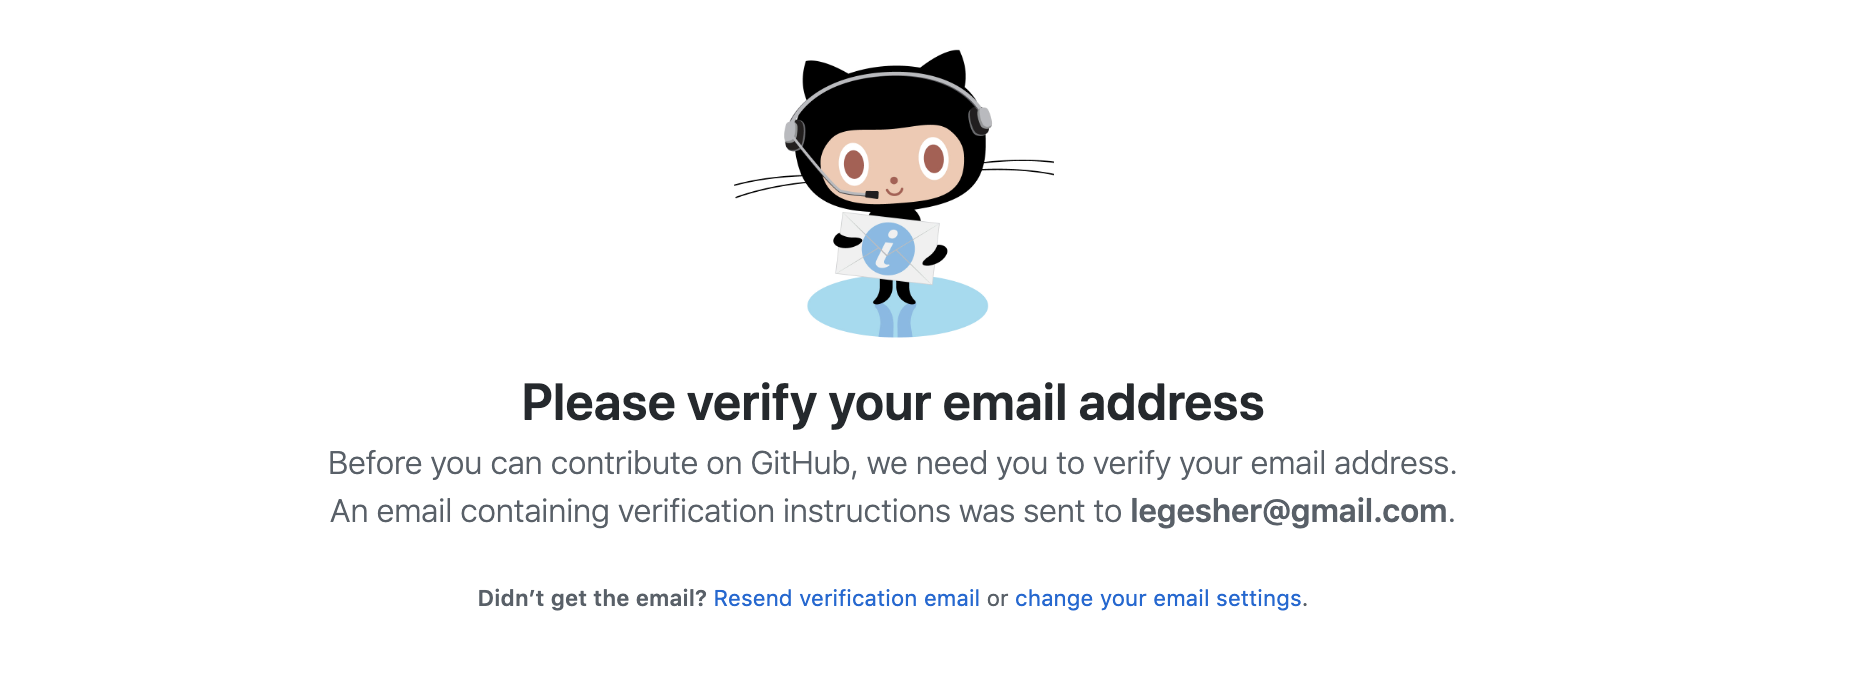 Please verify your email address
Before you can contribute on GitHub, we need you to verify your email address.
An email containing verification instructions was sent to legesher@gmail.com.
Didn’t get the email? Resend verification email or change your email settings.